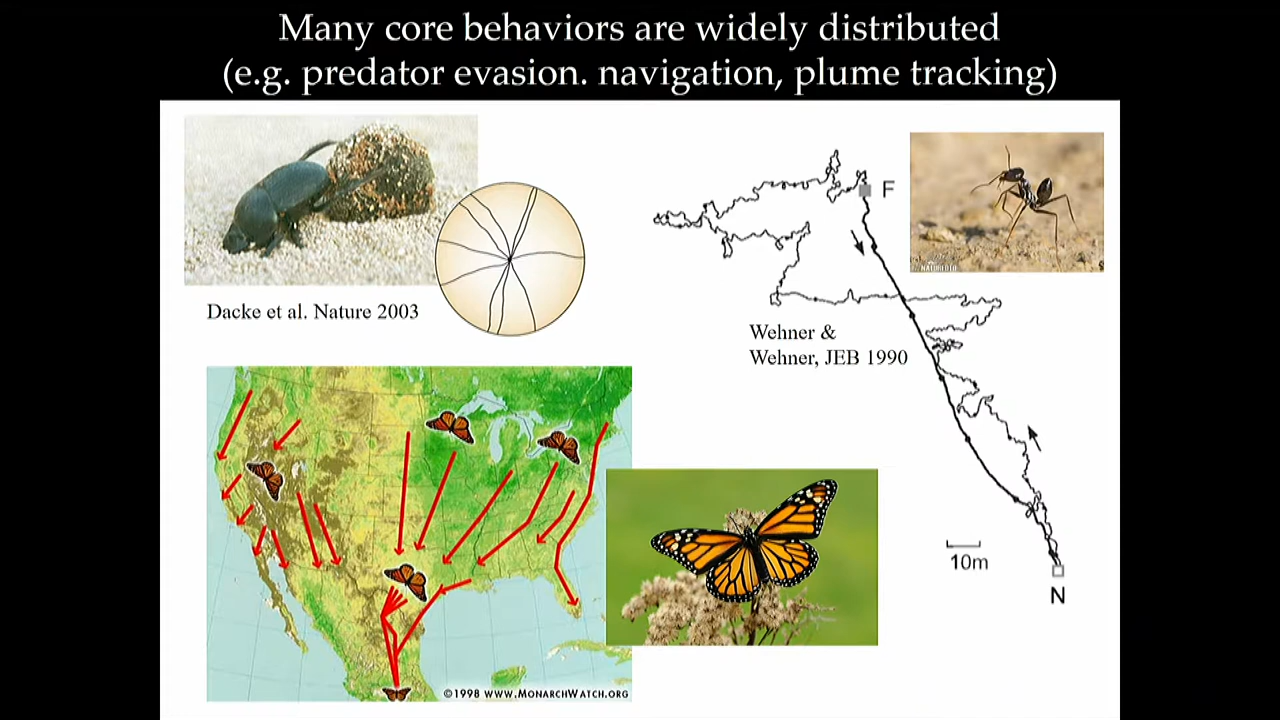 Many core behaviors are widely distributed
(e.g. predator evasion. navigation, plume tracking)
Dacke et al. Nature 2003
F
Wehner &
Wehner, JEB 1990
10m
N
©1998 WWW.MONARCHWATCH.ORG